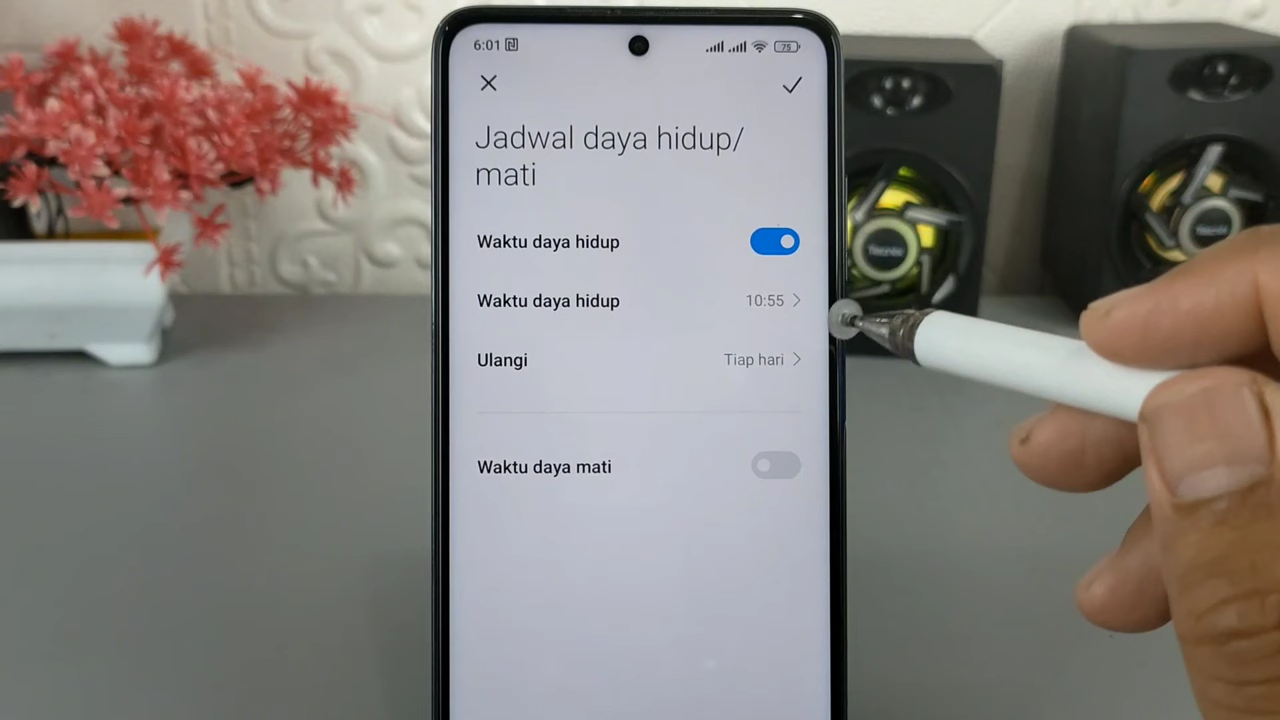 6:01
75
Jadwal daya hidup/
mati
Waktu daya hidup
Waktu daya hidup 10:55
Ulangi Tiap hari
Waktu daya mati